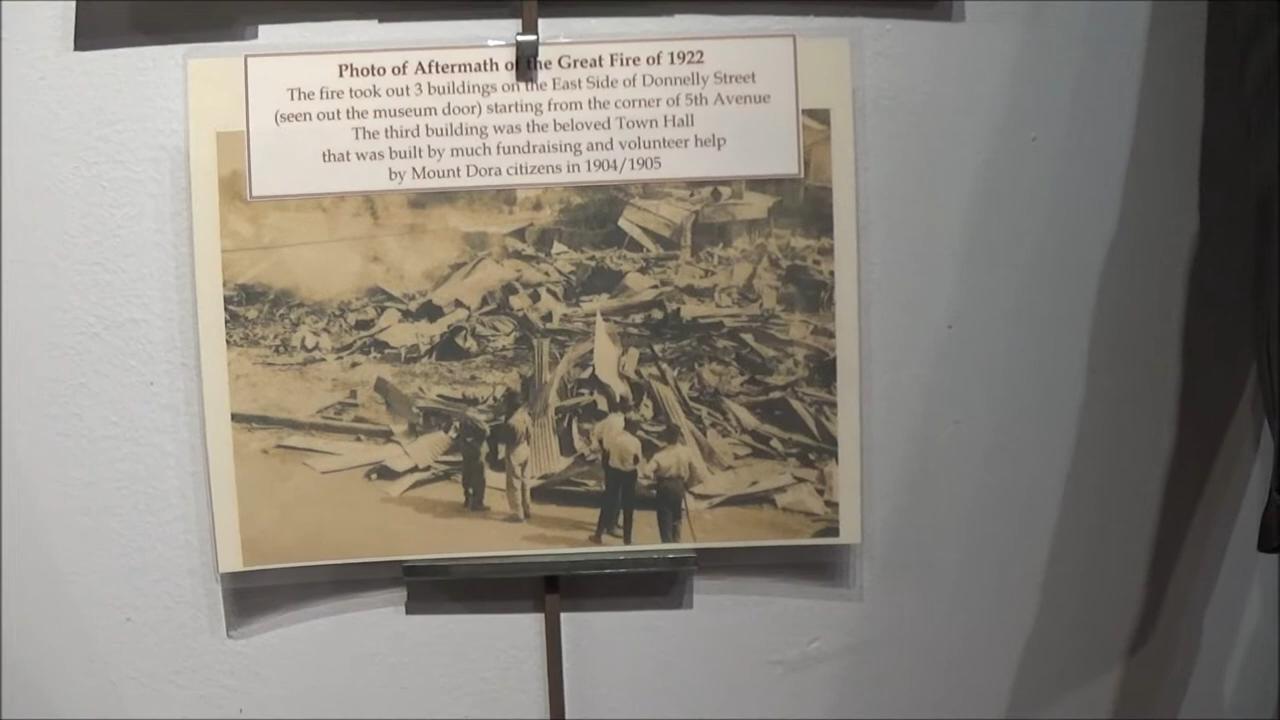 Photo of Aftermath of the Great Fire of 1922
The fire took out 3 buildings on the East Side of Donnelly Street
(seen out the museum door) starting from the corner of 5th Avenue
The third building was the beloved Town Hall
that was built by much fundraising and volunteer help
by Mount Dora citizens in 1904/1905